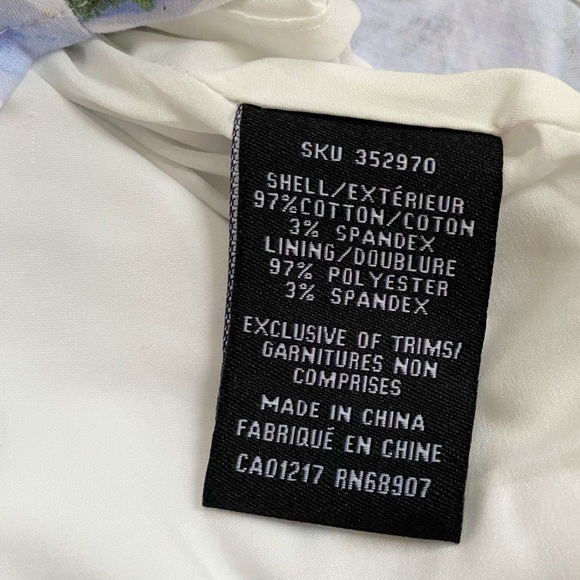 SKU 352970
SHELL/EXTÉRIEUR
97%COTTON/COTON
3% SPANDEX
LINING/DOUBLURE
97% POLYESTER
3% SPANDEX
EXCLUSIVE OF TRIMS/
GARNITURES NON
COMPRISES
MADE IN CHINA
FABRIQUÉ EN CHINE
CA01217 RN68907